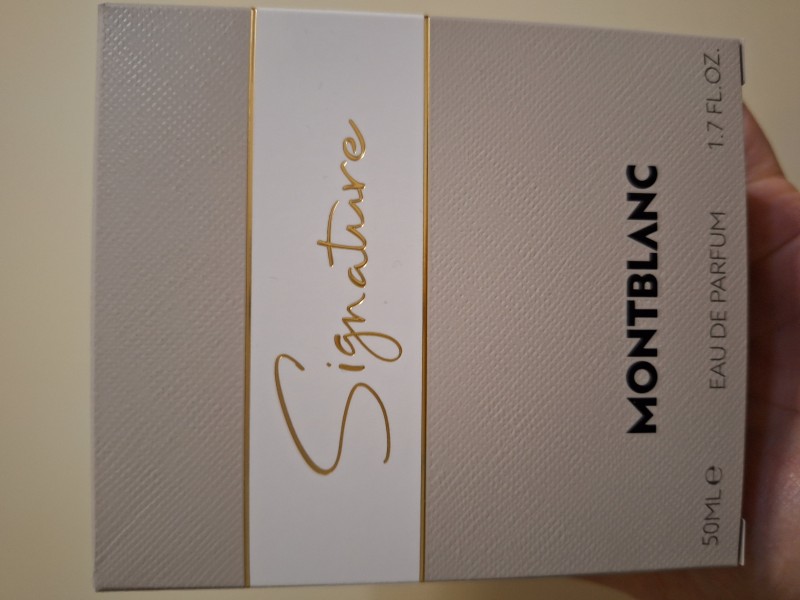 Signature
MONTBLANC
50ML e EAU DE PARFUM 1.7 FL.OZ.